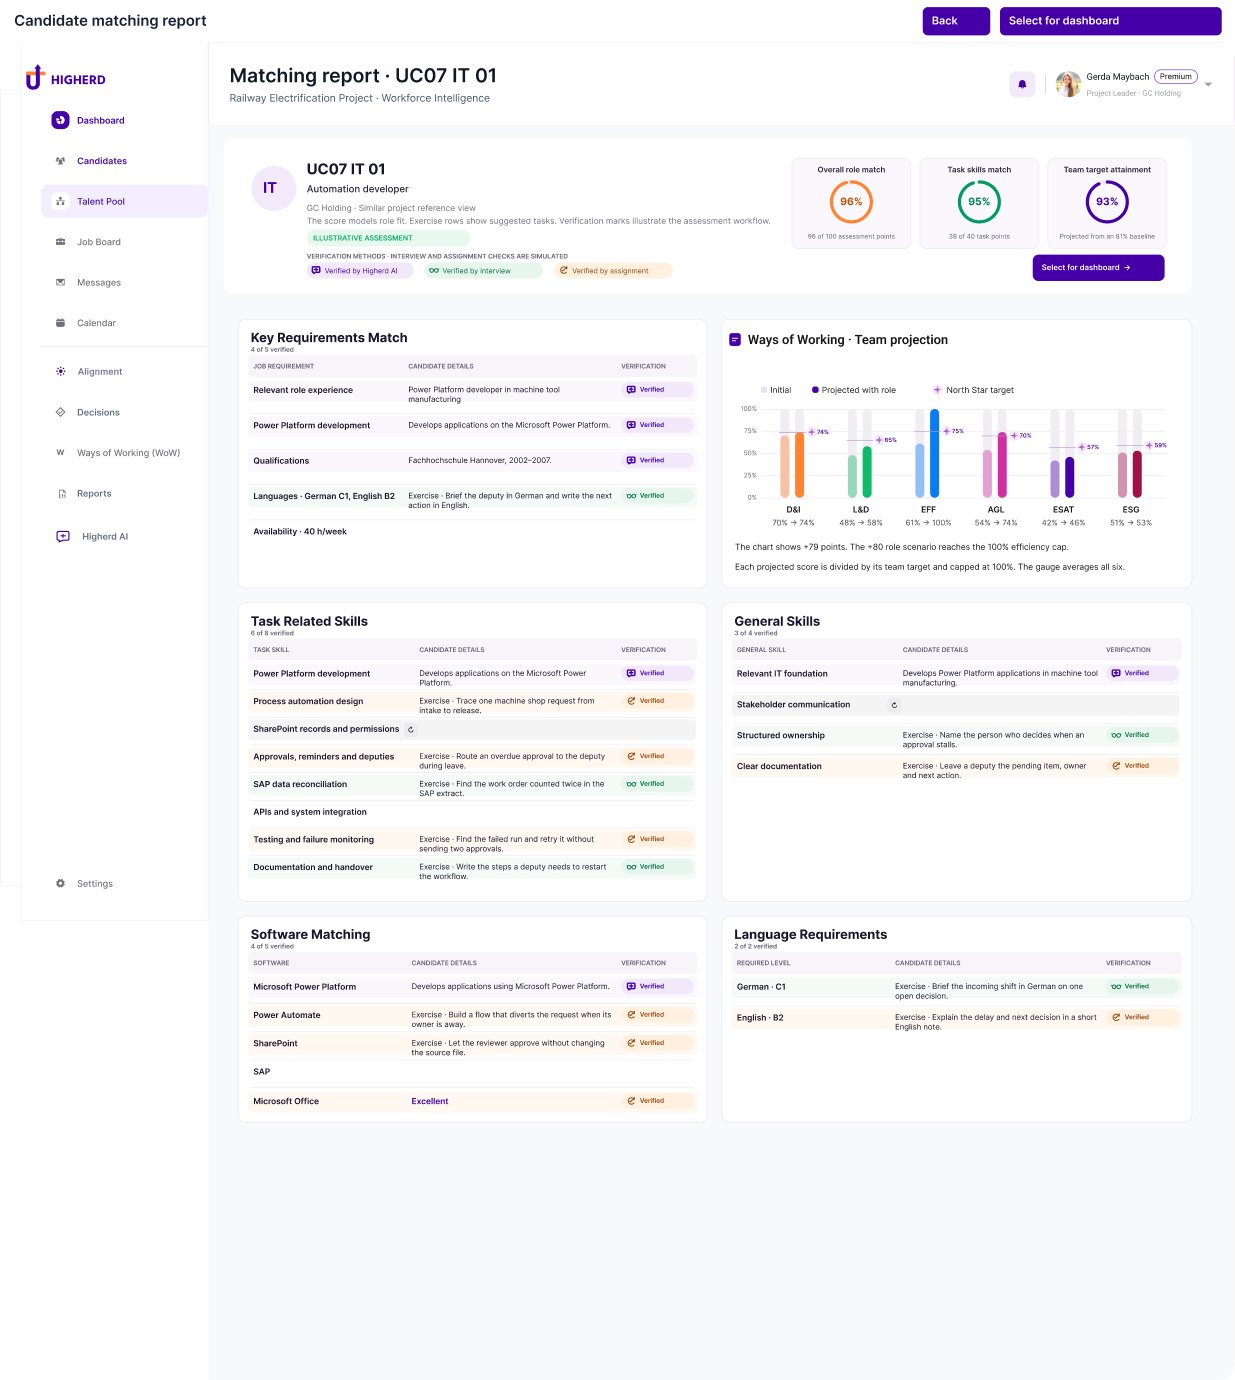 Candidate matching report
Back
Select for dashboard
HIGHERD
Dashboard
Candidates
Talent Pool
Job Board
Messages
Calendar
Alignment
Decisions
W Ways of Working (WoW)
Reports
Higherd AI
Settings
Matching report · UC07 IT 01
Railway Electrification Project · Workforce Intelligence
Gerda Maybach
Premium
Project Leader · GC Holding
IT
UC07 IT 01
Automation developer
GC Holding · Similar project reference view
The score models role fit. Exercise rows show suggested tasks. Verification marks illustrate the assessment workflow.
ILLUSTRATIVE ASSESSMENT
VERIFICATION METHODS · INTERVIEW AND ASSIGNMENT CHECKS ARE SIMULATED
Verified by Higherd AI
Verified by interview
Verified by assignment
Overall role match
96%
96 of 100 assessment points
Task skills match
95%
38 of 40 task points
Team target attainment
93%
Projected from an 81% baseline
Select for dashboard →
Key Requirements Match
4 of 5 verified
JOB REQUIREMENT CANDIDATE DETAILS VERIFICATION
Relevant role experience
Power Platform developer in machine tool
manufacturing
Verified
Power Platform development
Develops applications on the Microsoft Power Platform.
Verified
Qualifications
Fachhochschule Hannover, 2002–2007.
Verified
Languages · German C1, English B2
Exercise · Brief the deputy in German and write the next
action in English.
Verified
Availability · 40 h/week
Ways of Working · Team projection
Initial
Projected with role
North Star target
100%
75%
50%
25%
0%
74%
65%
75%
70%
57%
59%
D&I
L&D
EFF
AGL
ESAT
ESG
70% → 74%
48% → 58%
61% → 100%
54% → 74%
42% → 46%
51% → 53%
The chart shows +79 points. The +80 role scenario reaches the 100% efficiency cap.
Each projected score is divided by its team target and capped at 100%. The gauge averages all six.
Task Related Skills
6 of 8 verified
TASK SKILL CANDIDATE DETAILS VERIFICATION
Power Platform development
Develops applications on the Microsoft Power
Platform.
Verified
Process automation design
Exercise · Trace one machine shop request from
intake to release.
Verified
SharePoint records and permissions
Approvals, reminders and deputies
Exercise · Route an overdue approval to the deputy
during leave.
Verified
SAP data reconciliation
Exercise · Find the work order counted twice in the
SAP extract.
Verified
APIs and system integration
Testing and failure monitoring
Exercise · Find the failed run and retry it without
sending two approvals.
Verified
Documentation and handover
Exercise · Write the steps a deputy needs to restart
the workflow.
Verified
General Skills
3 of 4 verified
GENERAL SKILL CANDIDATE DETAILS VERIFICATION
Relevant IT foundation
Develops Power Platform applications in machine tool
manufacturing.
Verified
Stakeholder communication
Structured ownership
Exercise · Name the person who decides when an
approval stalls.
Verified
Clear documentation
Exercise · Leave a deputy the pending item, owner
and next action.
Verified
Software Matching
4 of 5 verified
SOFTWARE CANDIDATE DETAILS VERIFICATION
Microsoft Power Platform
Develops applications using Microsoft Power Platform.
Verified
Power Automate
Exercise · Build a flow that diverts the request when its
owner is away.
Verified
SharePoint
Exercise · Let the reviewer approve without changing
the source file.
Verified
SAP
Microsoft Office
Excellent
Verified
Language Requirements
2 of 2 verified
REQUIRED LEVEL CANDIDATE DETAILS VERIFICATION
German · C1
Exercise · Brief the incoming shift in German on one
open decision.
Verified
English · B2
Exercise · Explain the delay and next decision in a short
English note.
Verified